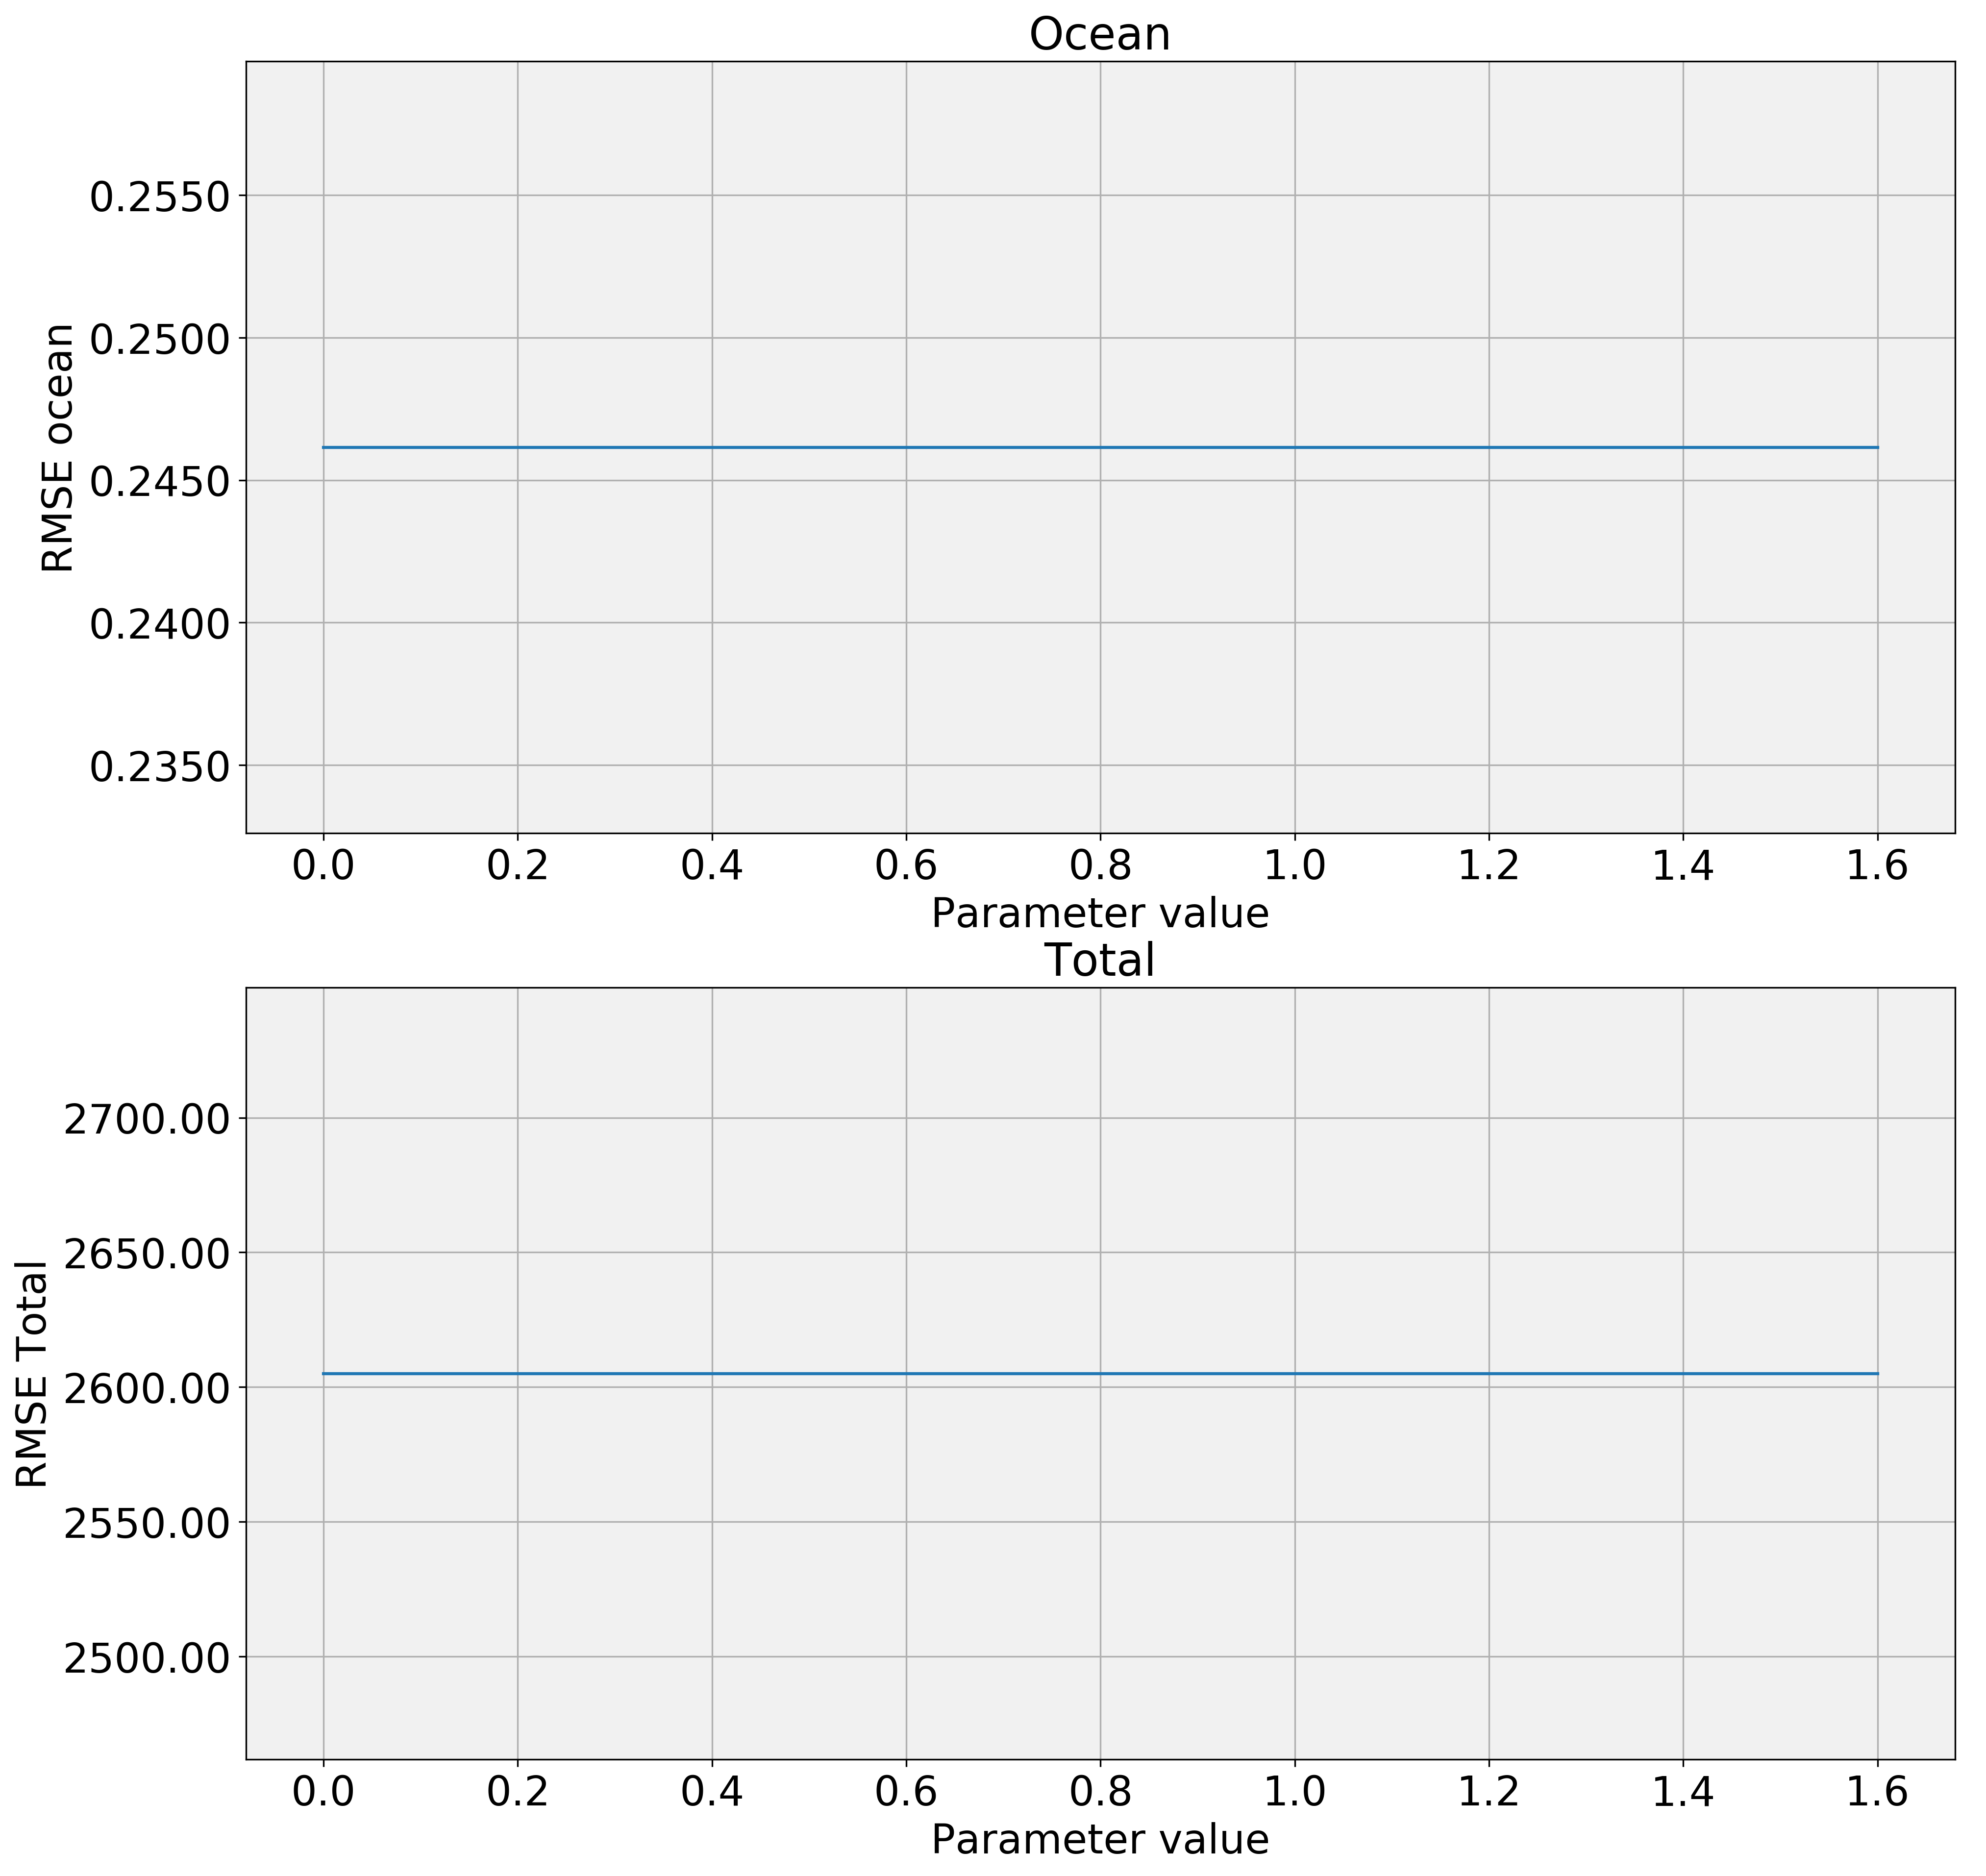 Ocean
RMSE ocean
0.2550
0.2500
0.2450
0.2400
0.2350
0.0 0.2 0.4 0.6 0.8 1.0 1.2 1.4 1.6
Parameter value
Total
RMSE Total
2700.00
2650.00
2600.00
2550.00
2500.00
0.0 0.2 0.4 0.6 0.8 1.0 1.2 1.4 1.6
Parameter value